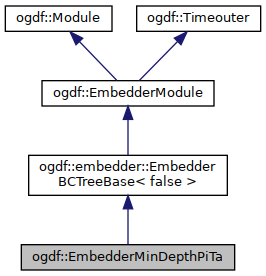 ogdf::Module
ogdf::Timeouter
ogdf::EmbedderModule
ogdf::embedder::Embedder
BCTreeBase< false >
ogdf::EmbedderMinDepthPiTa